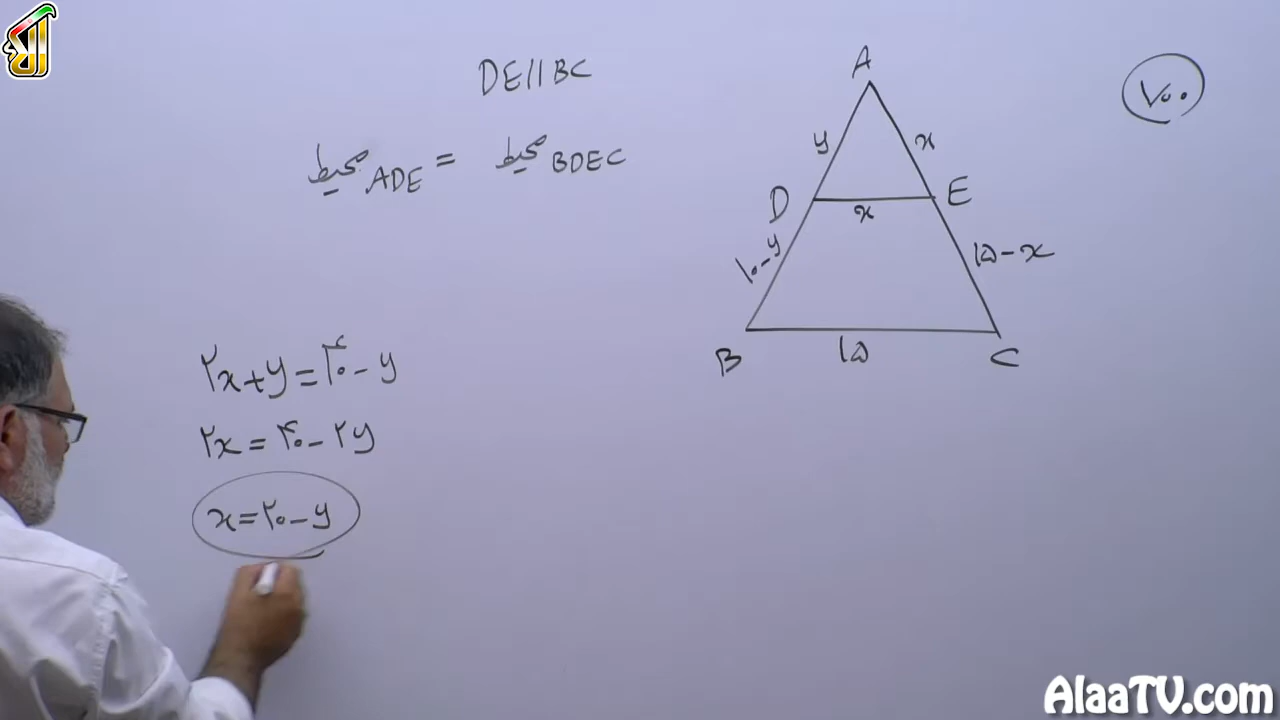 DE//BC
محیط ADE = محیط BDEC
۲x+y=۴۰-y
۲x=۴۰-۲y
x=۲۰-y
A
y
x
D
x
E
۱۰-y
۱۵-x
B
۱۵
C
۷۰۰
AlaaTV.com